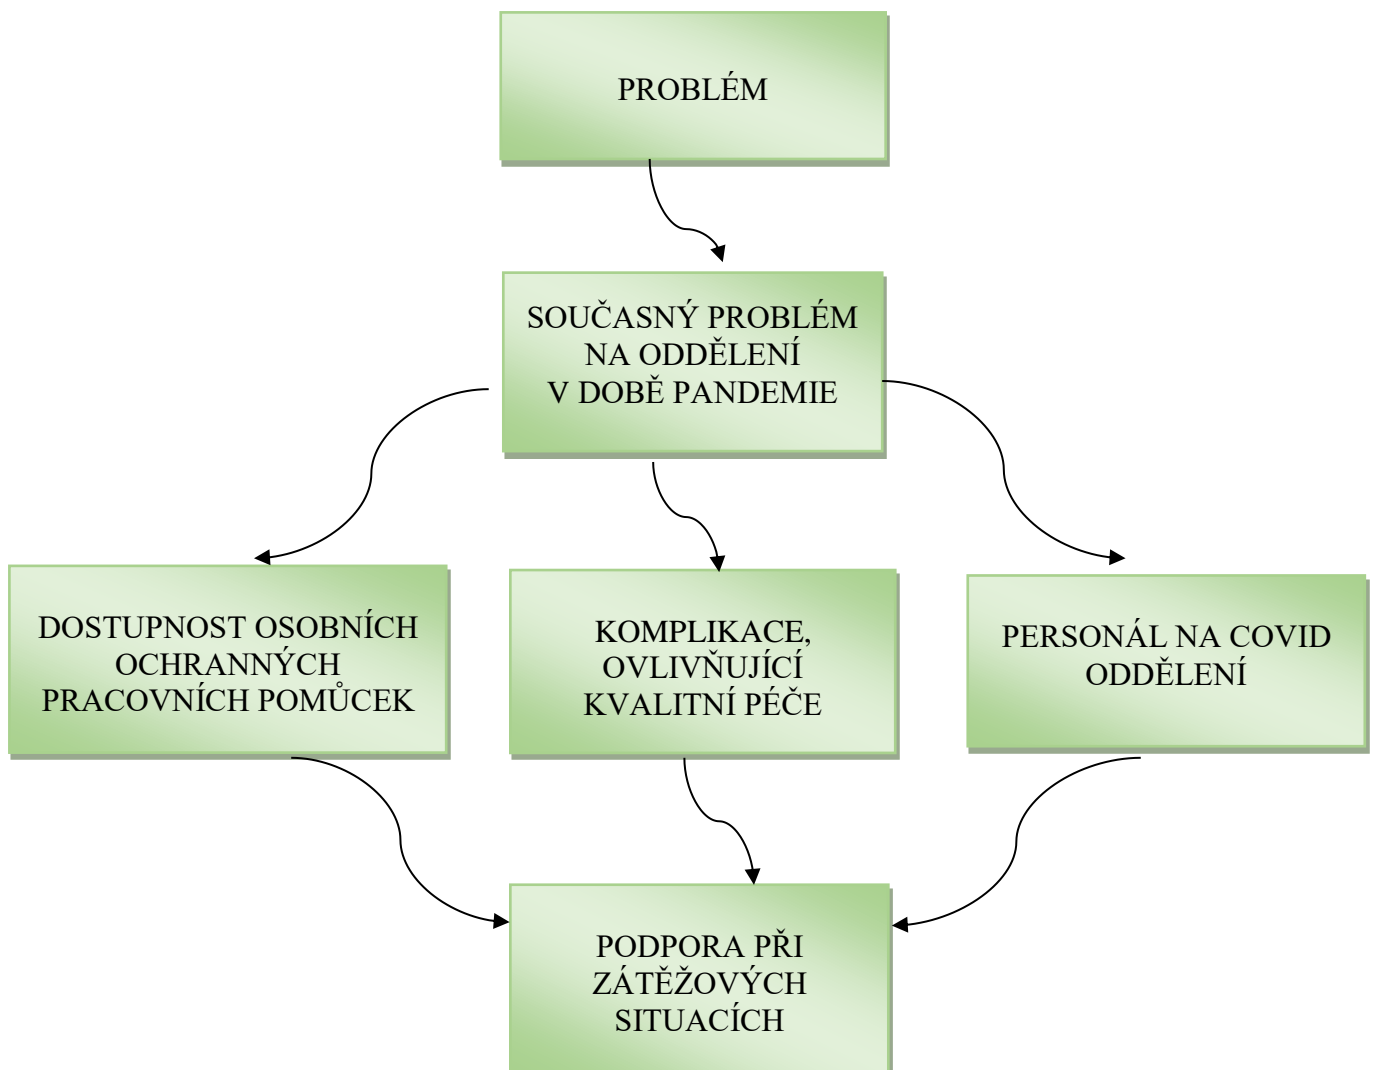 PROBLÉM
SOUČASNÝ PROBLÉM
NA ODDĚLENÍ
V DOBĚ PANDEMIE
DOSTUPNOST OSOBNÍCH
OCHRANNÝCH
PRACOVNÍCH POMŮCEK
KOMPLIKACE,
OVLIVŇUJÍCÍ
KVALITNÍ PÉČE
PERSONÁL NA COVID
ODDĚLENÍ
PODPORA PŘI
ZÁTĚŽOVÝCH
SITUACÍCH